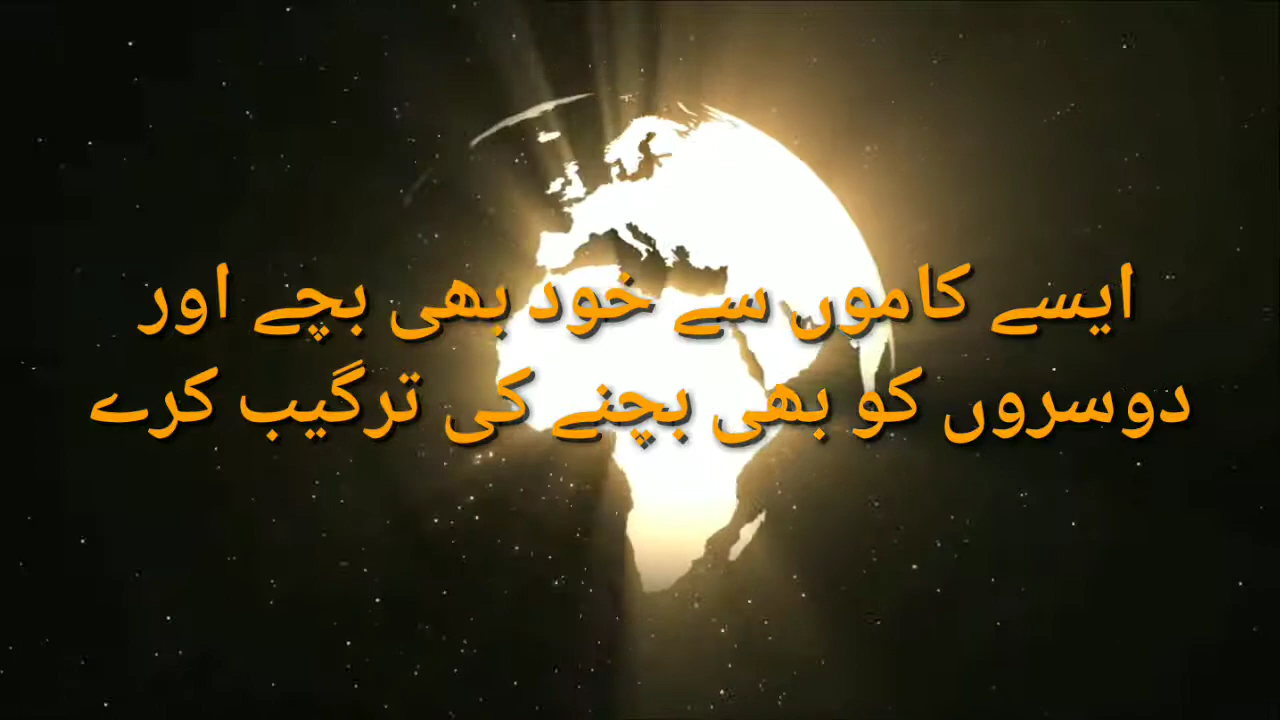 ایسے کاموں سے خود بھی بچے اور
دوسروں کو بھی بچنے کی ترگیب کرے